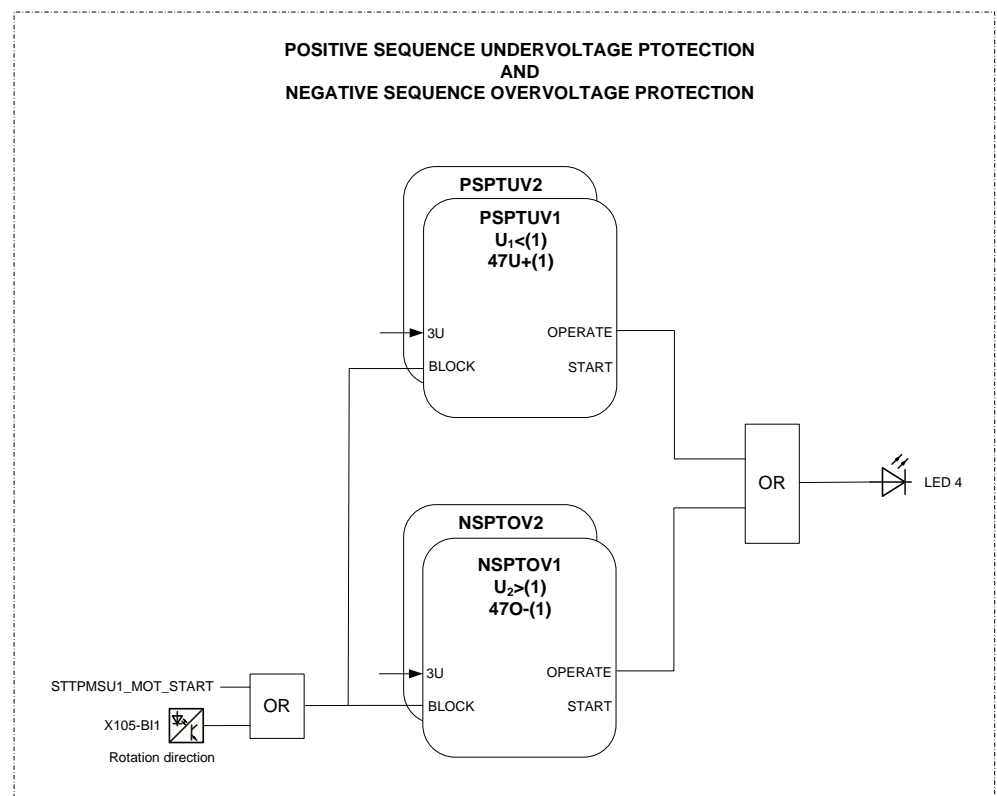 POSITIVE SEQUENCE UNDERVOLTAGE PTOTECTION
AND
NEGATIVE SEQUENCE OVERVOLTAGE PROTECTION
PSPTUV2
PSPTUV1
U₁<(1)
47U+(1)
3U
OPERATE
BLOCK
START
OR
LED 4
NSPTOV2
NSPTOV1
U₂>(1)
47O-(1)
3U
OPERATE
BLOCK
START
STTPMSU1_MOT_START
OR
X105-BI1
Rotation direction